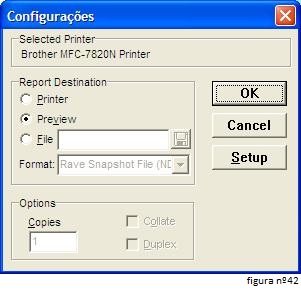 Configurações
Selected Printer
Brother MFC-7820N Printer
Report Destination
Printer
Preview
File
Format: Rave Snapshot File (ND
OK
Cancel
Setup
Options
Copies
1
Collate
Duplex
figura nº42